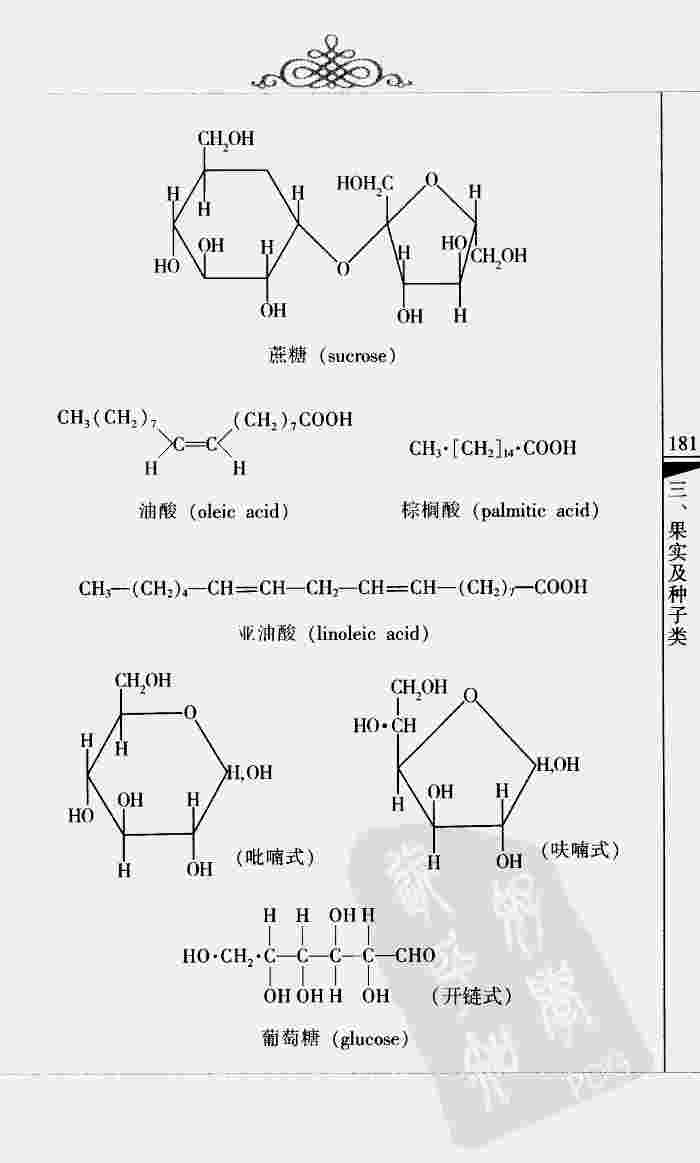 CH₂OH
HOH₂C O H
H H H
OH H H HO CH₂OH
HO O
OH OH H
蔗糖 (sucrose)
CH₃(CH₂)₇ (CH₂)₇COOH
C=C
H H
油酸 (oleic acid)
CH₃·[CH₂]₁₄·COOH
棕榈酸 (palmitic acid)
CH₃—(CH₂)₄—CH=CH—CH₂—CH=CH—(CH₂)₇—COOH
亚油酸 (linoleic acid)
CH₂OH
O
H H
H,OH
OH H
HO
H OH
(吡喃式)
CH₂OH O
HO·CH
H,OH
H OH H
H OH
(呋喃式)
H H OH H
HO·CH₂·C—C—C—C—CHO
OH OH H OH (开链式)
葡萄糖 (glucose)
181
三、果实及种子类
PDG